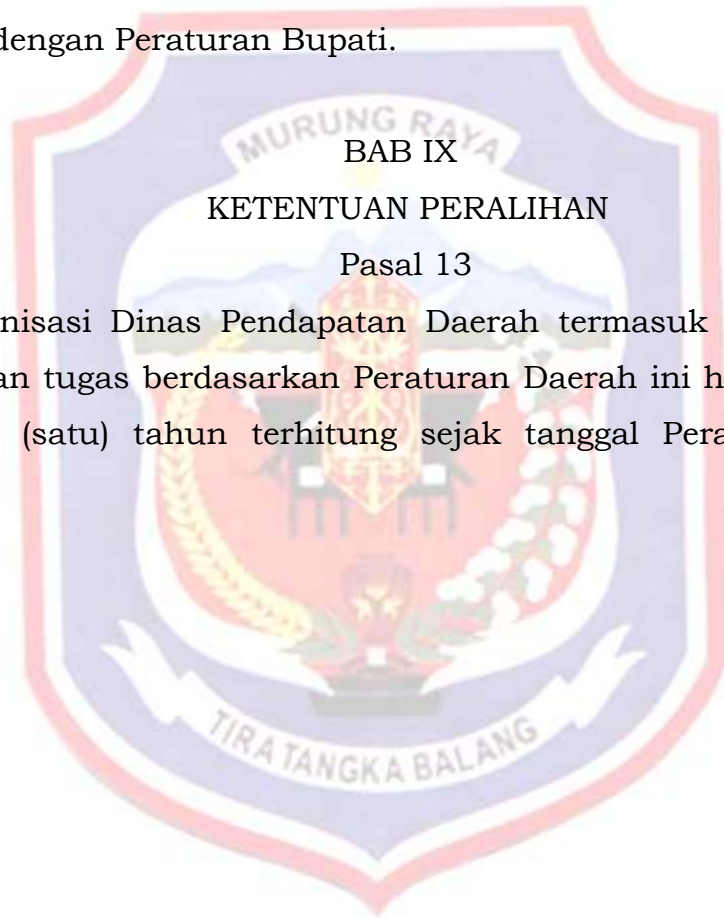 dengan Peraturan Bupati.
MURUNG RAYA
BAB IX
KETENTUAN PERALIHAN
Pasal 13
nisasi Dinas Pendapatan Daerah termasuk
an tugas berdasarkan Peraturan Daerah ini h
(satu) tahun terhitung sejak tanggal Pera
TIRA TANGKA BALANG